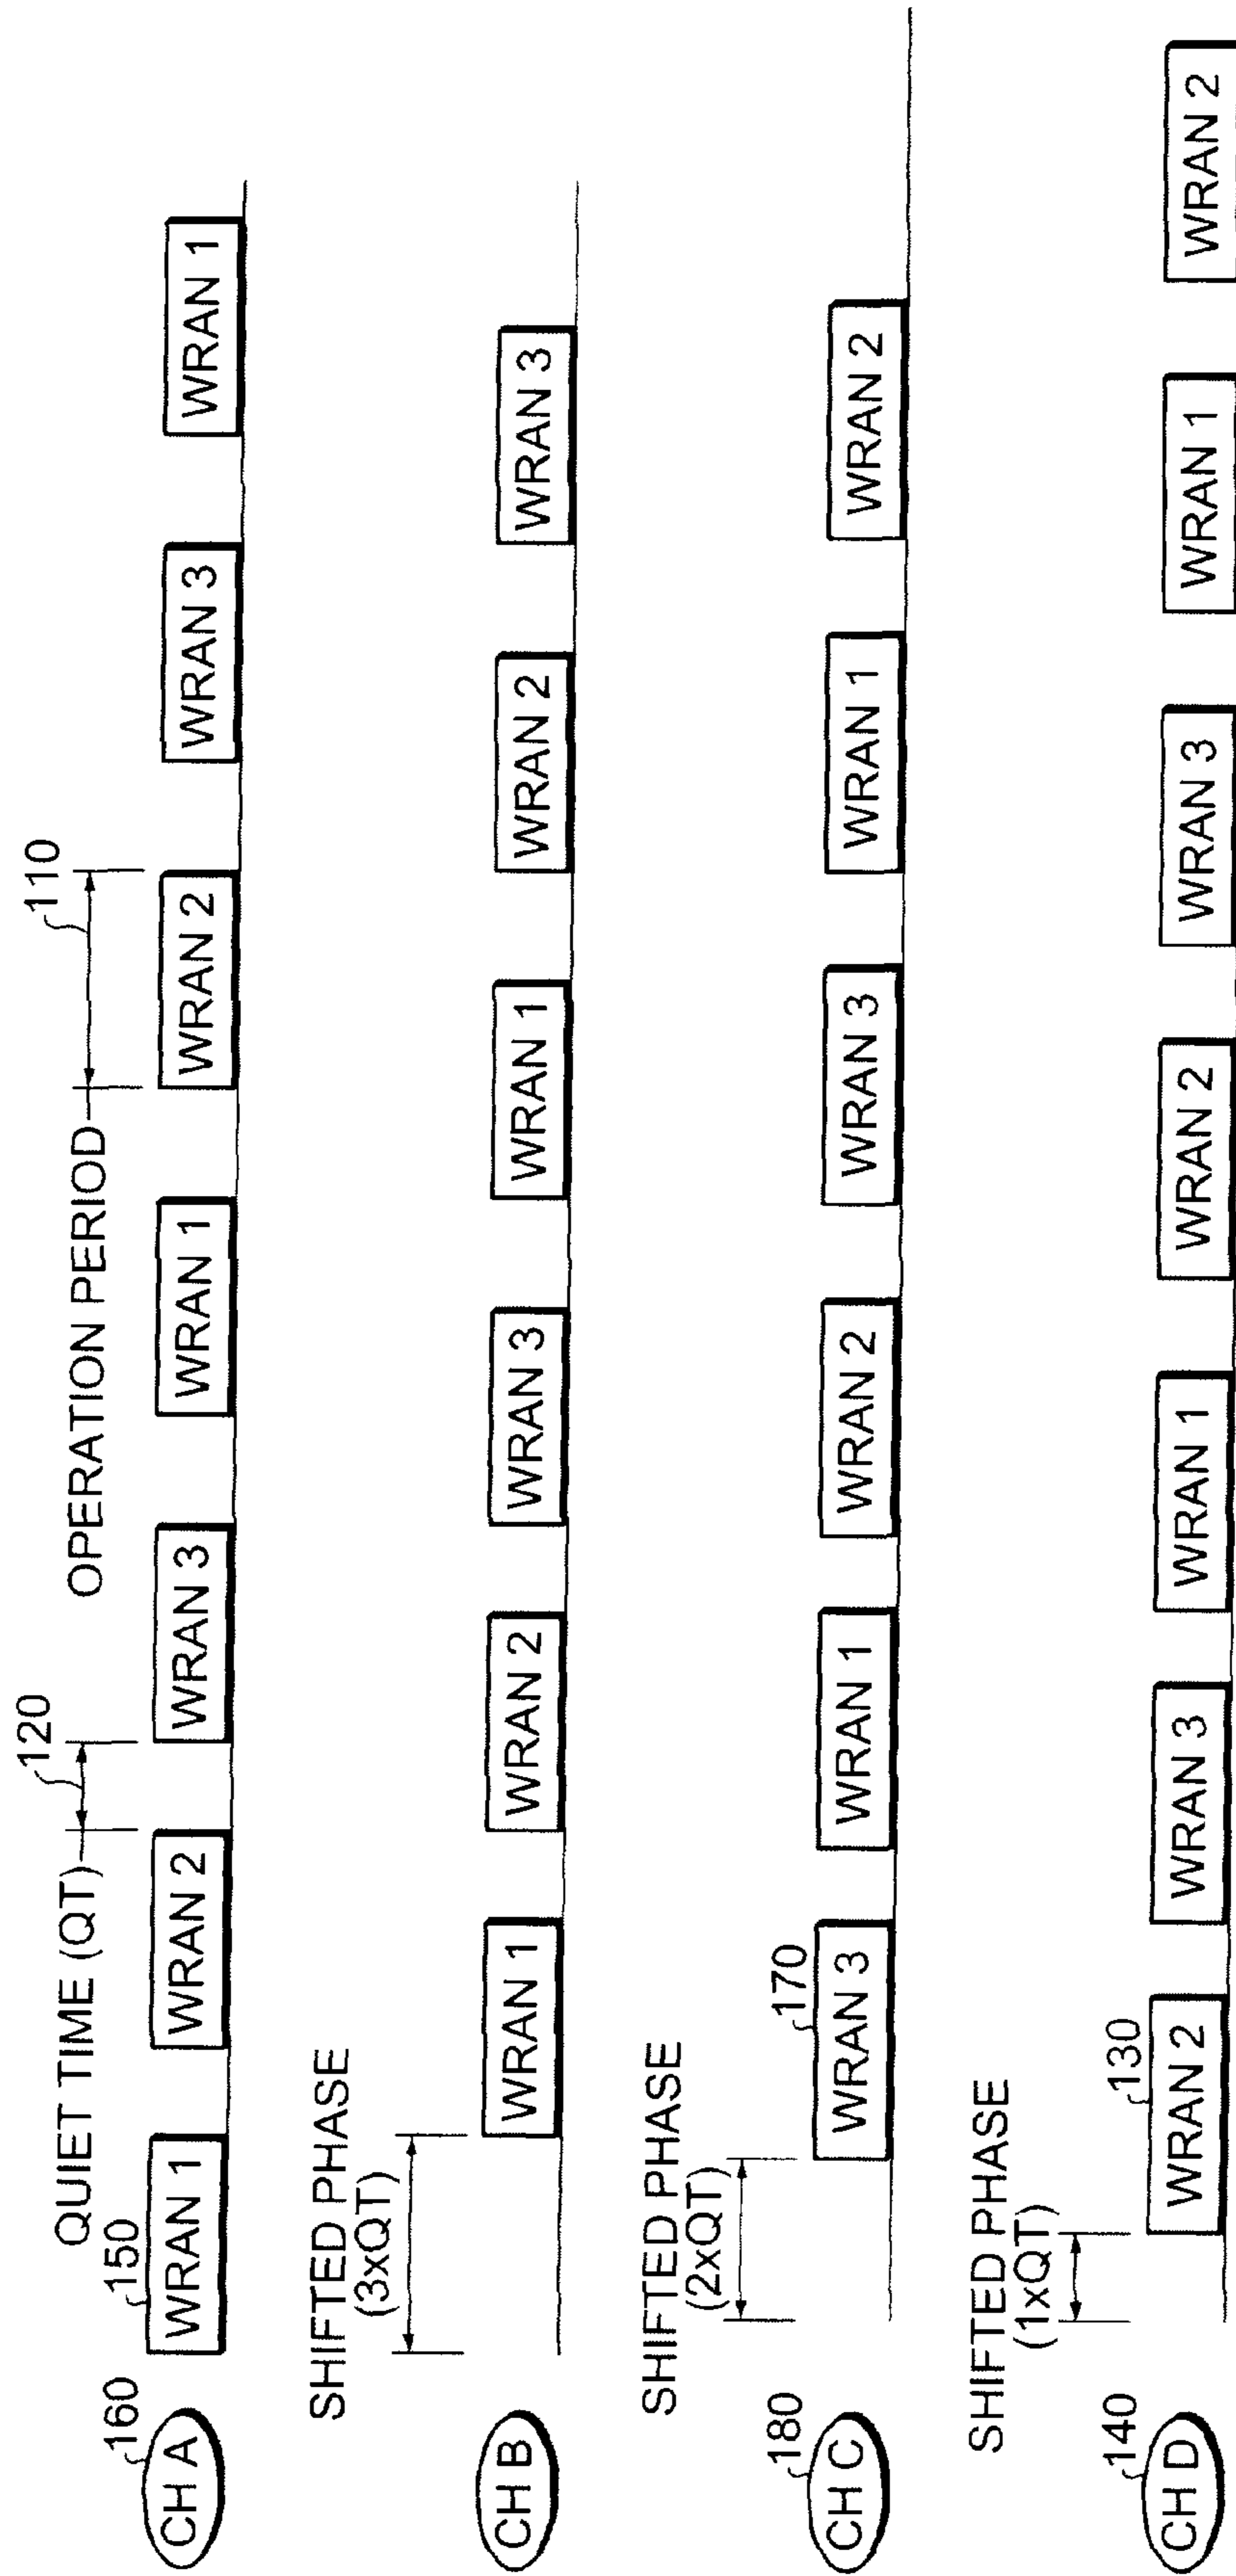 QUIET TIME (QT)
120
OPERATION PERIOD
110
160
CH A
150
WRAN 1
WRAN 2
WRAN 3
WRAN 1
WRAN 2
WRAN 3
WRAN 1
SHIFTED PHASE
(3xQT)
CH B
WRAN 1
WRAN 2
WRAN 3
WRAN 1
WRAN 2
WRAN 3
SHIFTED PHASE
(2xQT)
180
CH C
170
WRAN 3
WRAN 1
WRAN 2
WRAN 3
WRAN 1
WRAN 2
SHIFTED PHASE
(1xQT)
140
CH D
130
WRAN 2
WRAN 3
WRAN 1
WRAN 2
WRAN 3
WRAN 1
WRAN 2